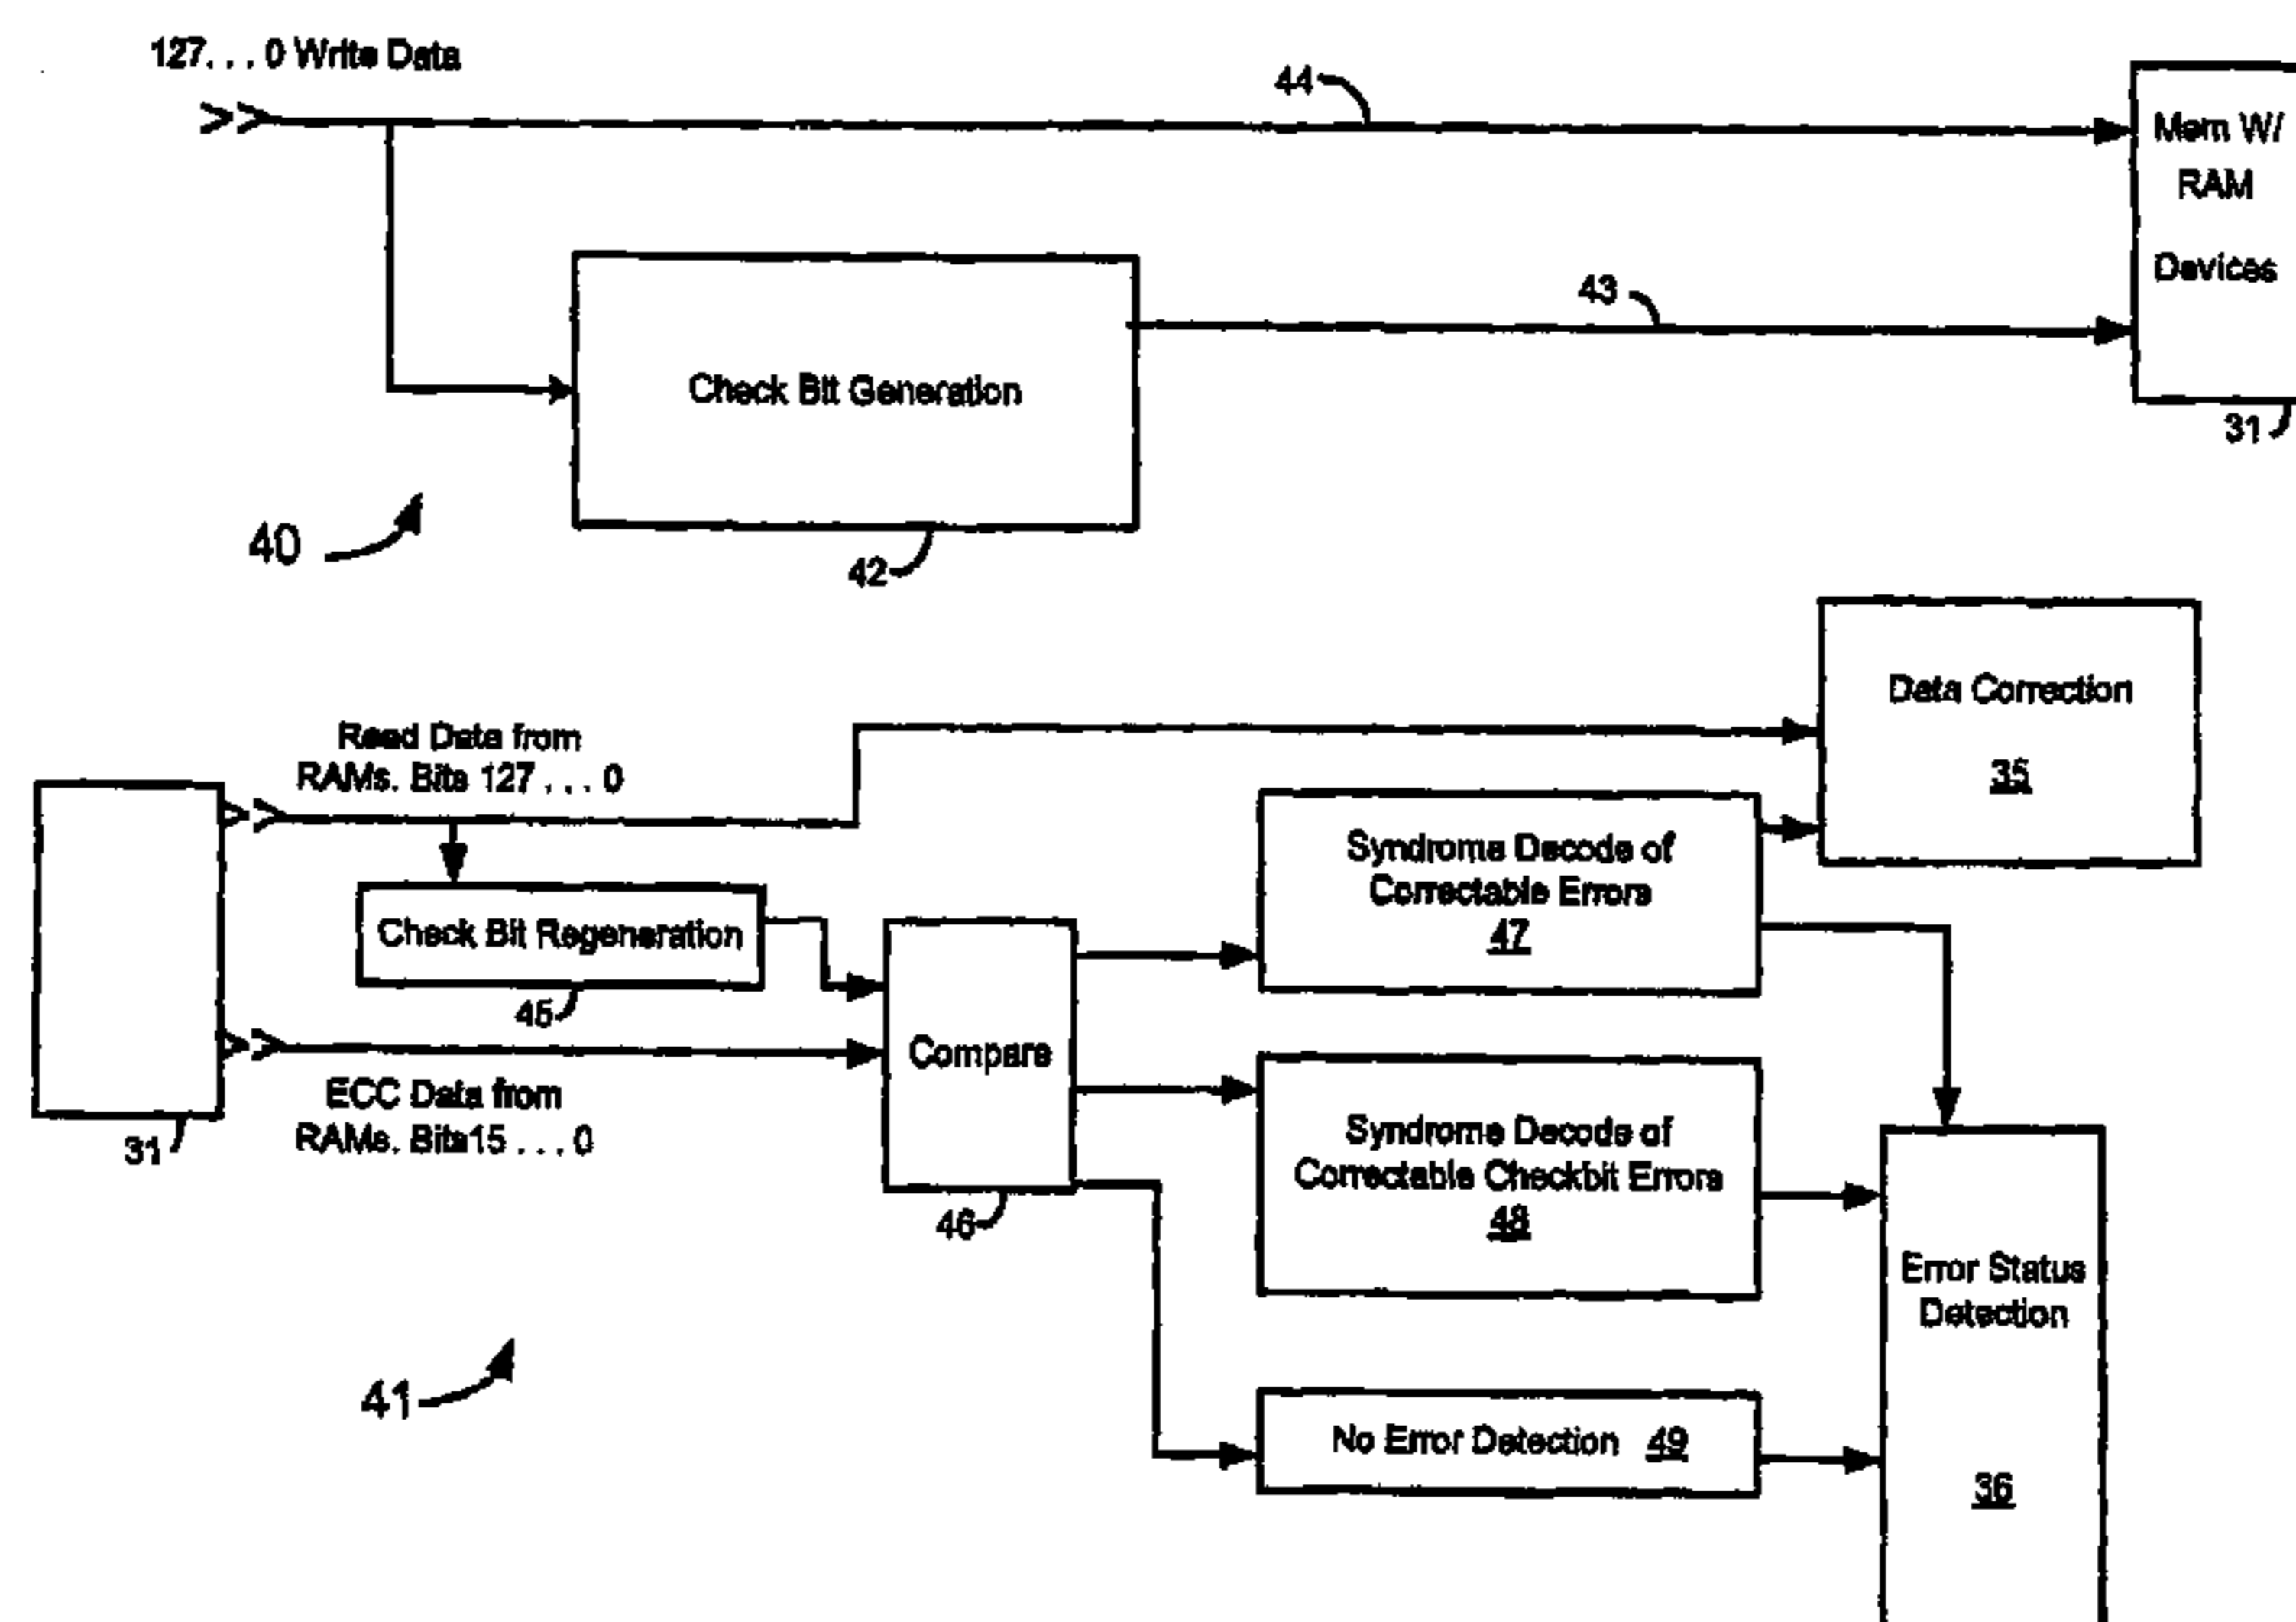 127. . . 0 Write Data
44
Mem W/
RAM
Devices
43
31
Check Bit Generation
40
42
Data Correction
35
Read Data from
RAMs. Bits 127 . . . 0
Syndrome Decode of
Correctable Errors
47
Check Bit Regeneration
45
Compare
ECC Data from
RAMs. Bits15 . . . 0
31
46
Syndrome Decode of
Correctable Checkbit Errors
48
Error Status
Detection
41
No Error Detection 49
36